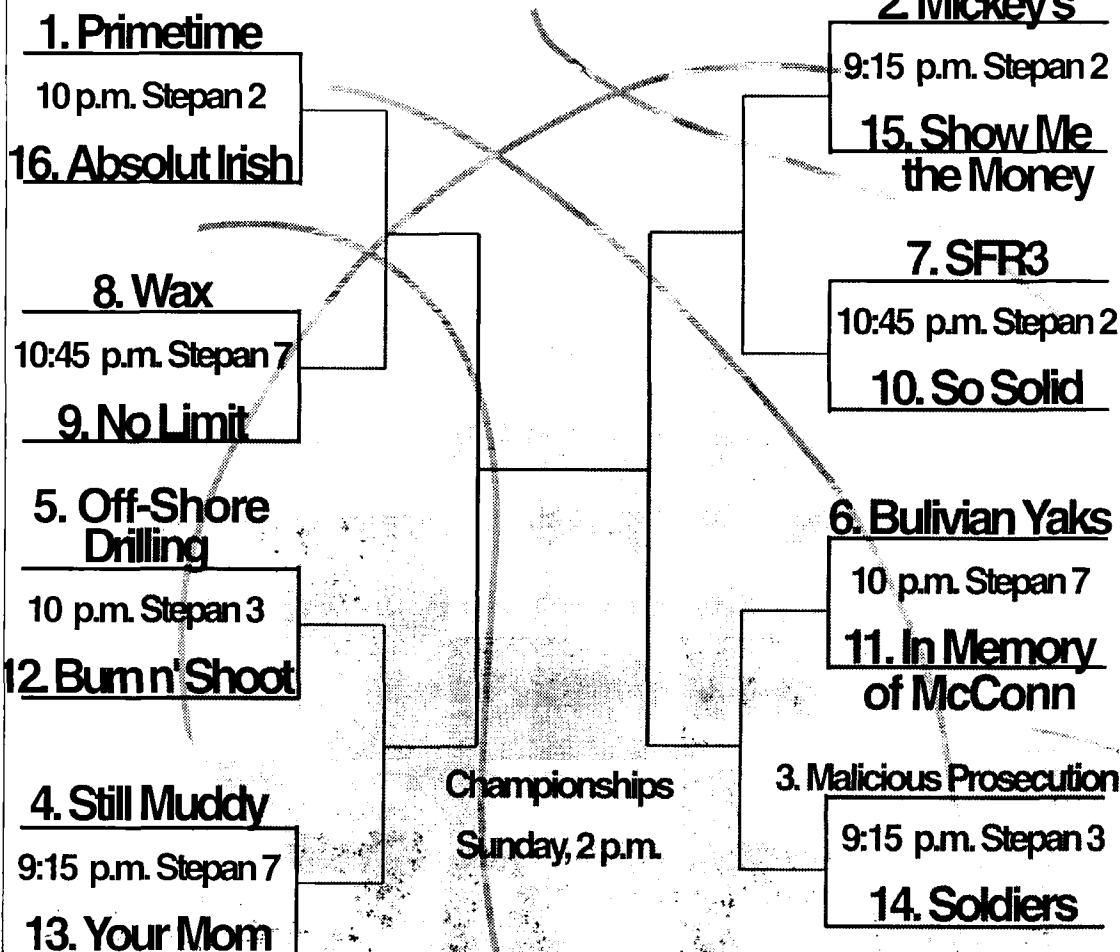 1. Primetime
10 p.m. Stepan 2
16. Absolut Irish
8. Wax
10:45 p.m. Stepan 7
9. No Limit
5. Off-Shore
Drilling
10 p.m. Stepan 3
12. Burn n' Shoot
4. Still Muddy
9:15 p.m. Stepan 7
13. Your Mom
Championships
Sunday, 2 p.m.
2. Mickey's
9:15 p.m. Stepan 2
15. Show Me
the Money
7. SFR3
10:45 p.m. Stepan 2
10. So Solid
6. Bulivian Yaks
10 p.m. Stepan 7
11. In Memory
of McConn
3. Malicious Prosecution
9:15 p.m. Stepan 3
14. Soldiers